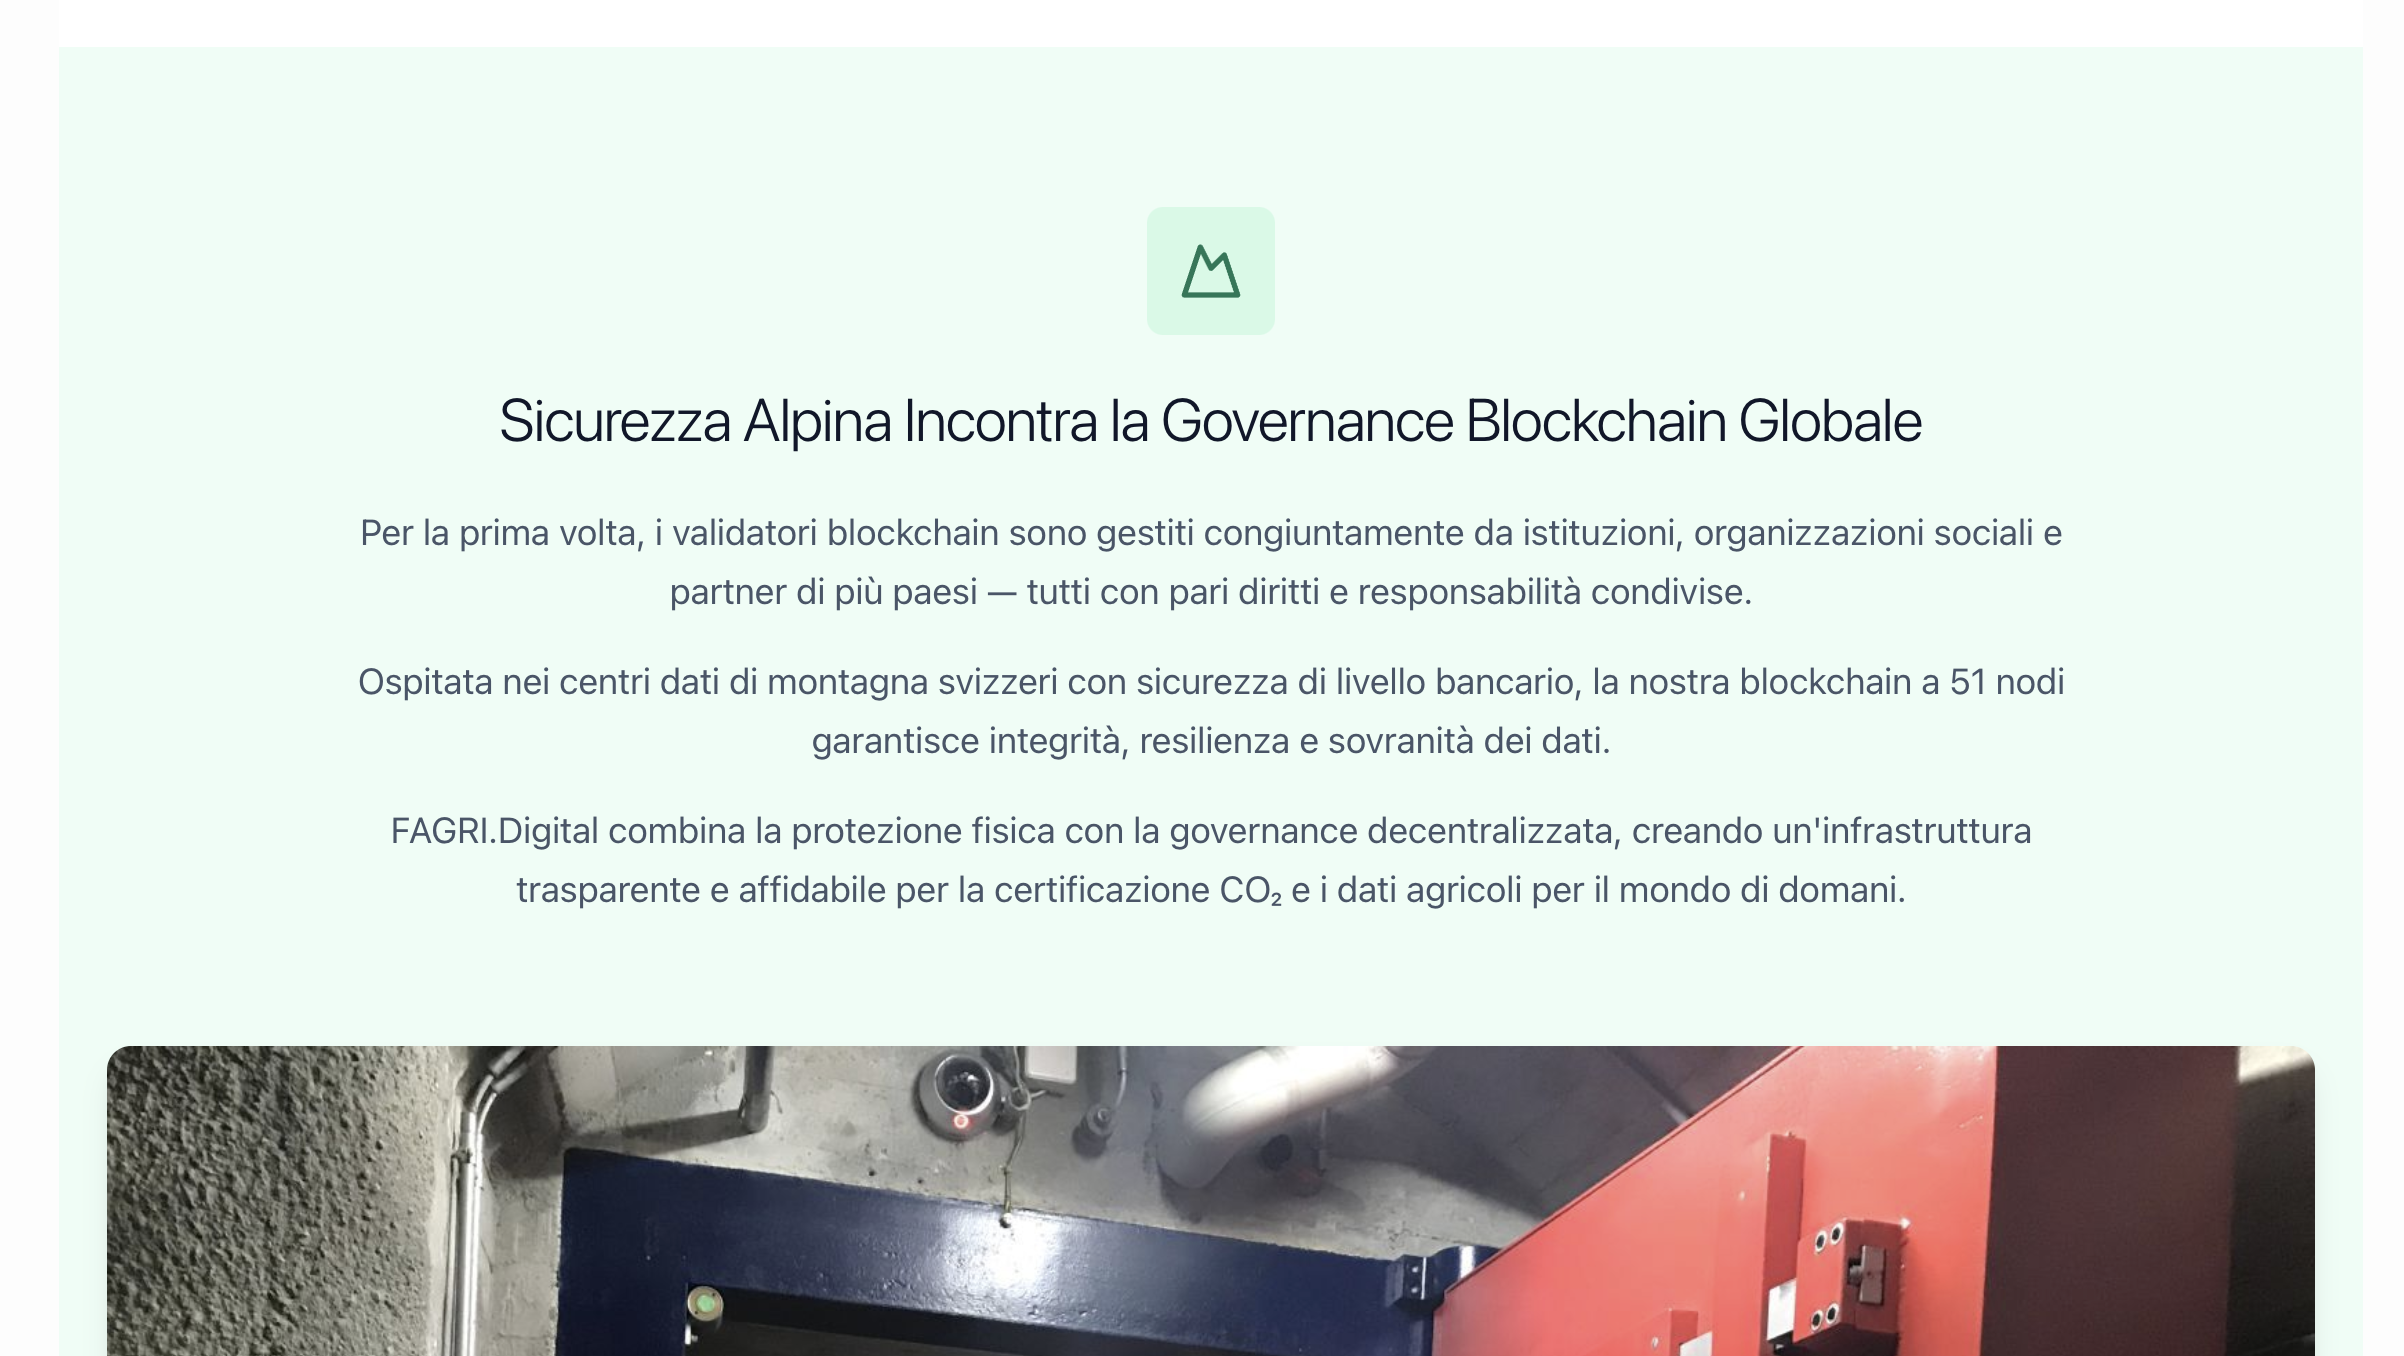 Sicurezza Alpina Incontra la Governance Blockchain Globale
Per la prima volta, i validatori blockchain sono gestiti congiuntamente da istituzioni, organizzazioni sociali e
partner di più paesi — tutti con pari diritti e responsabilità condivise.
Ospitata nei centri dati di montagna svizzeri con sicurezza di livello bancario, la nostra blockchain a 51 nodi
garantisce integrità, resilienza e sovranità dei dati.
FAGRI.Digital combina la protezione fisica con la governance decentralizzata, creando un'infrastruttura
trasparente e affidabile per la certificazione CO₂ e i dati agricoli per il mondo di domani.